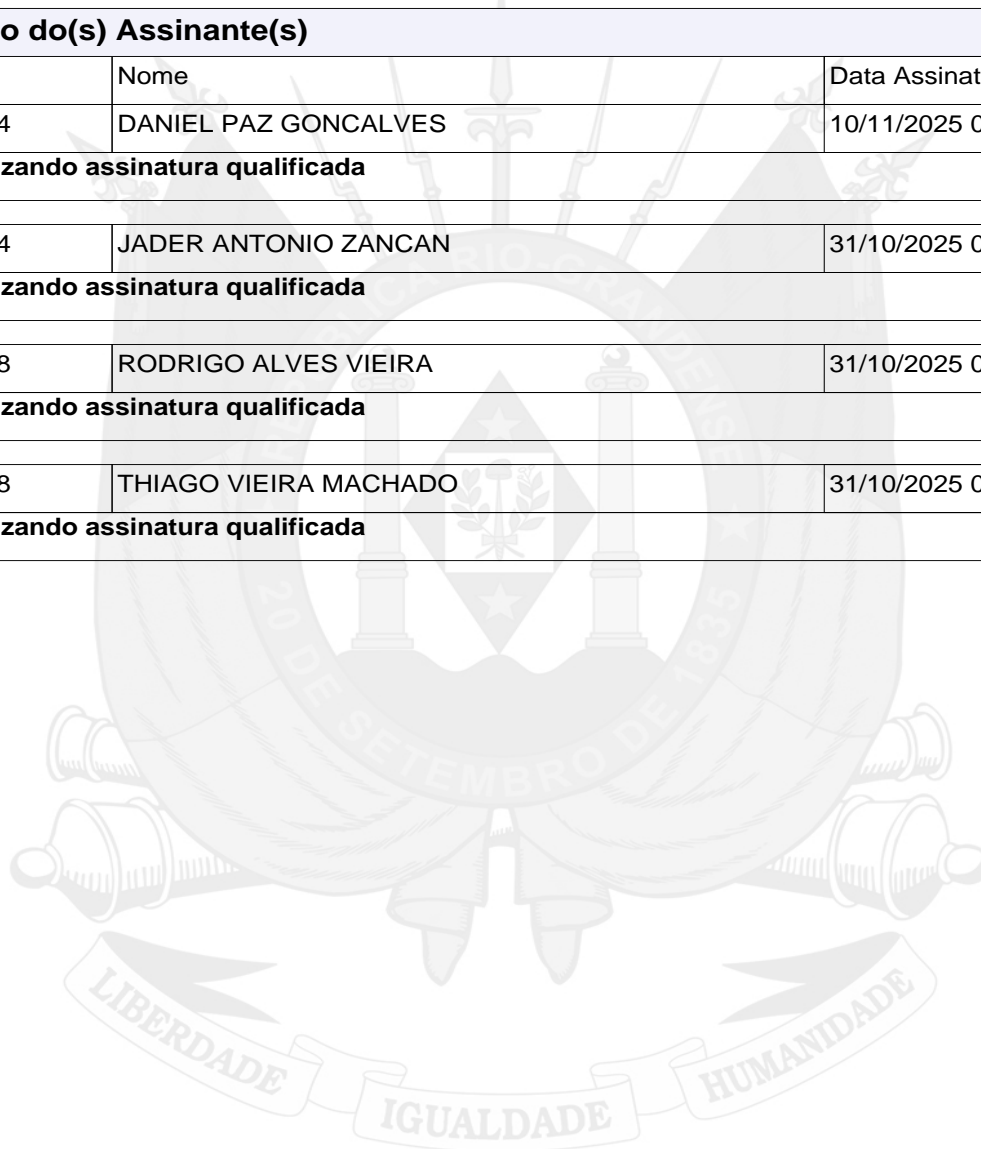 o do(s) Assinante(s)
Nome Data Assinat
4 DANIEL PAZ GONCALVES 10/11/2025 0
zando assinatura qualificada
4 JADER ANTONIO ZANCAN 31/10/2025 0
zando assinatura qualificada
8 RODRIGO ALVES VIEIRA 31/10/2025 0
zando assinatura qualificada
8 THIAGO VIEIRA MACHADO 31/10/2025 0
zando assinatura qualificada
REPÚBLICA RIO-GRANDENSE
20 DE SETEMBRO DE 1835
LIBERDADE IGUALDADE HUMANIDADE